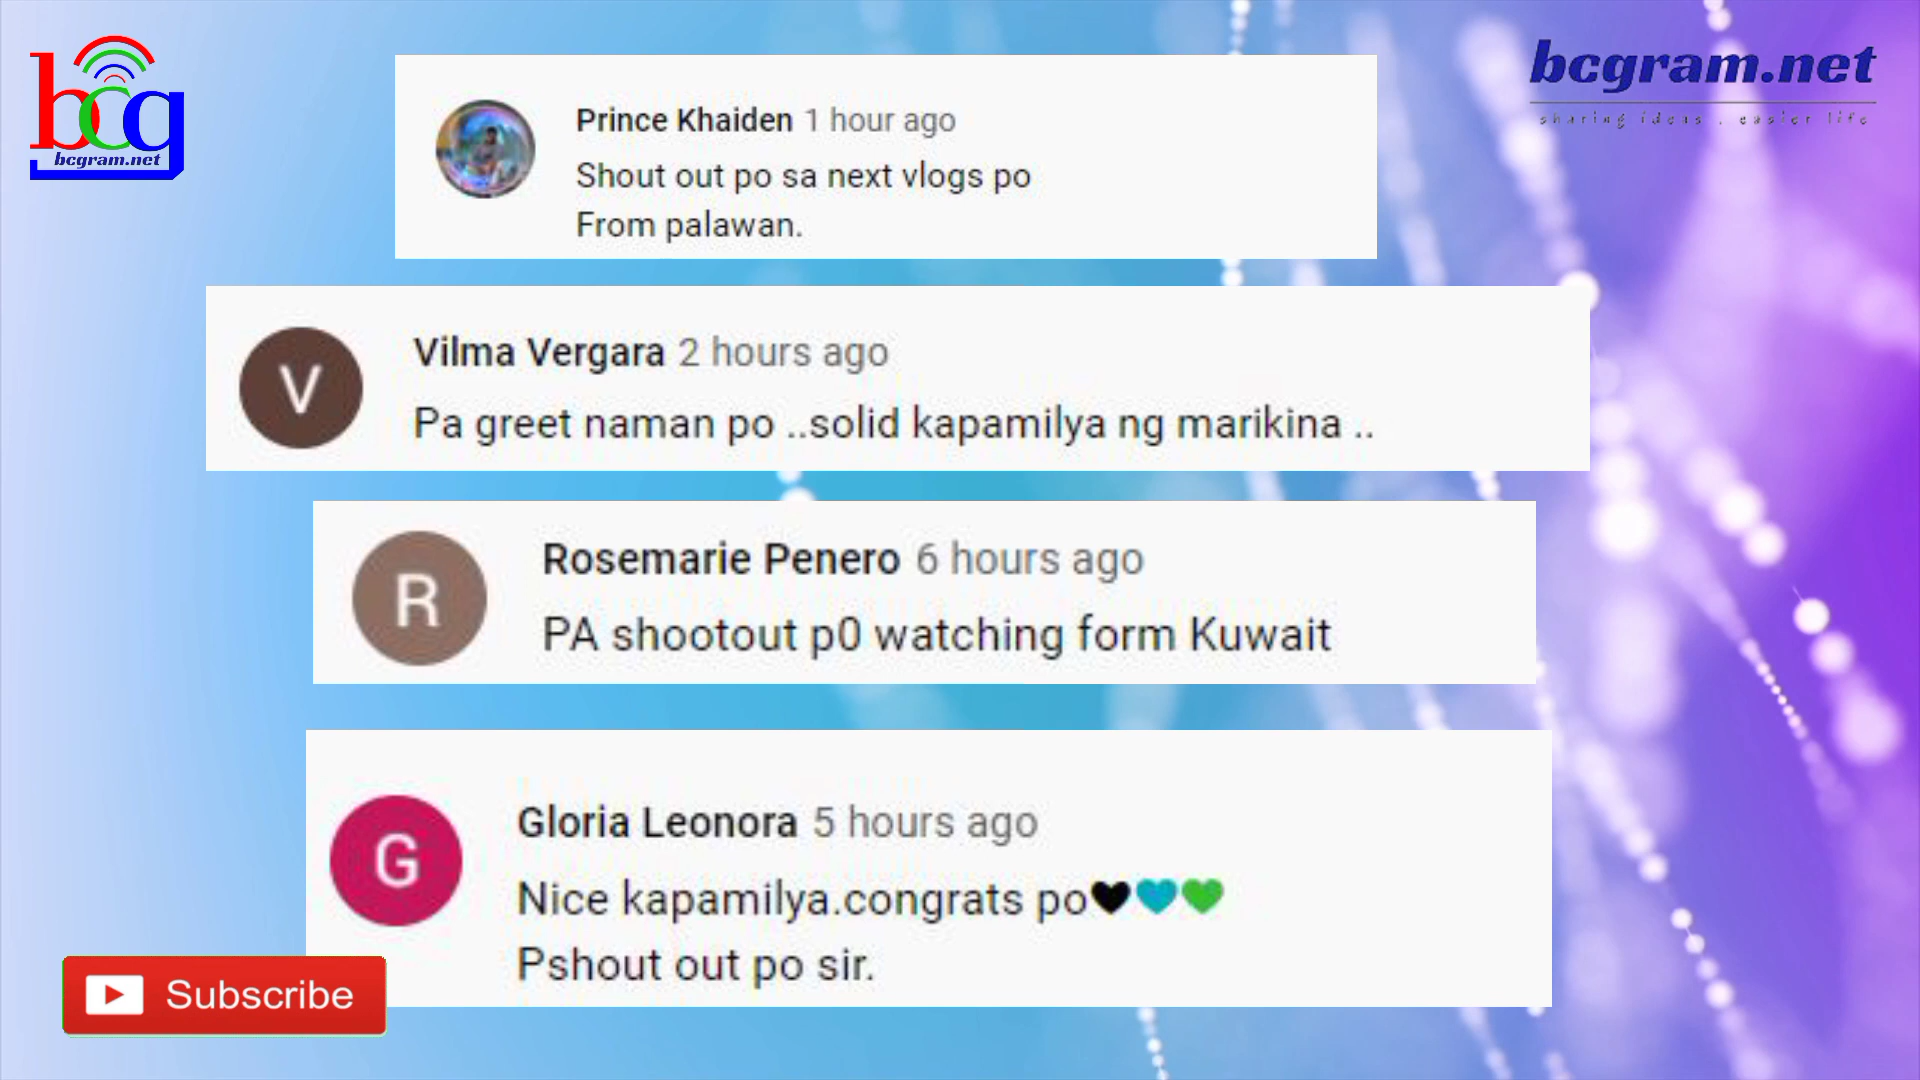 bcg
bcgram.net
bcgram.net
sharing ideas . easier life
Prince Khaiden 1 hour ago
Shout out po sa next vlogs po
From palawan.
V
Vilma Vergara 2 hours ago
Pa greet naman po ..solid kapamilya ng marikina ..
R
Rosemarie Penero 6 hours ago
PA shootout p0 watching form Kuwait
G
Gloria Leonora 5 hours ago
Nice kapamilya.congrats po🖤💙💚
Pshout out po sir.
Subscribe